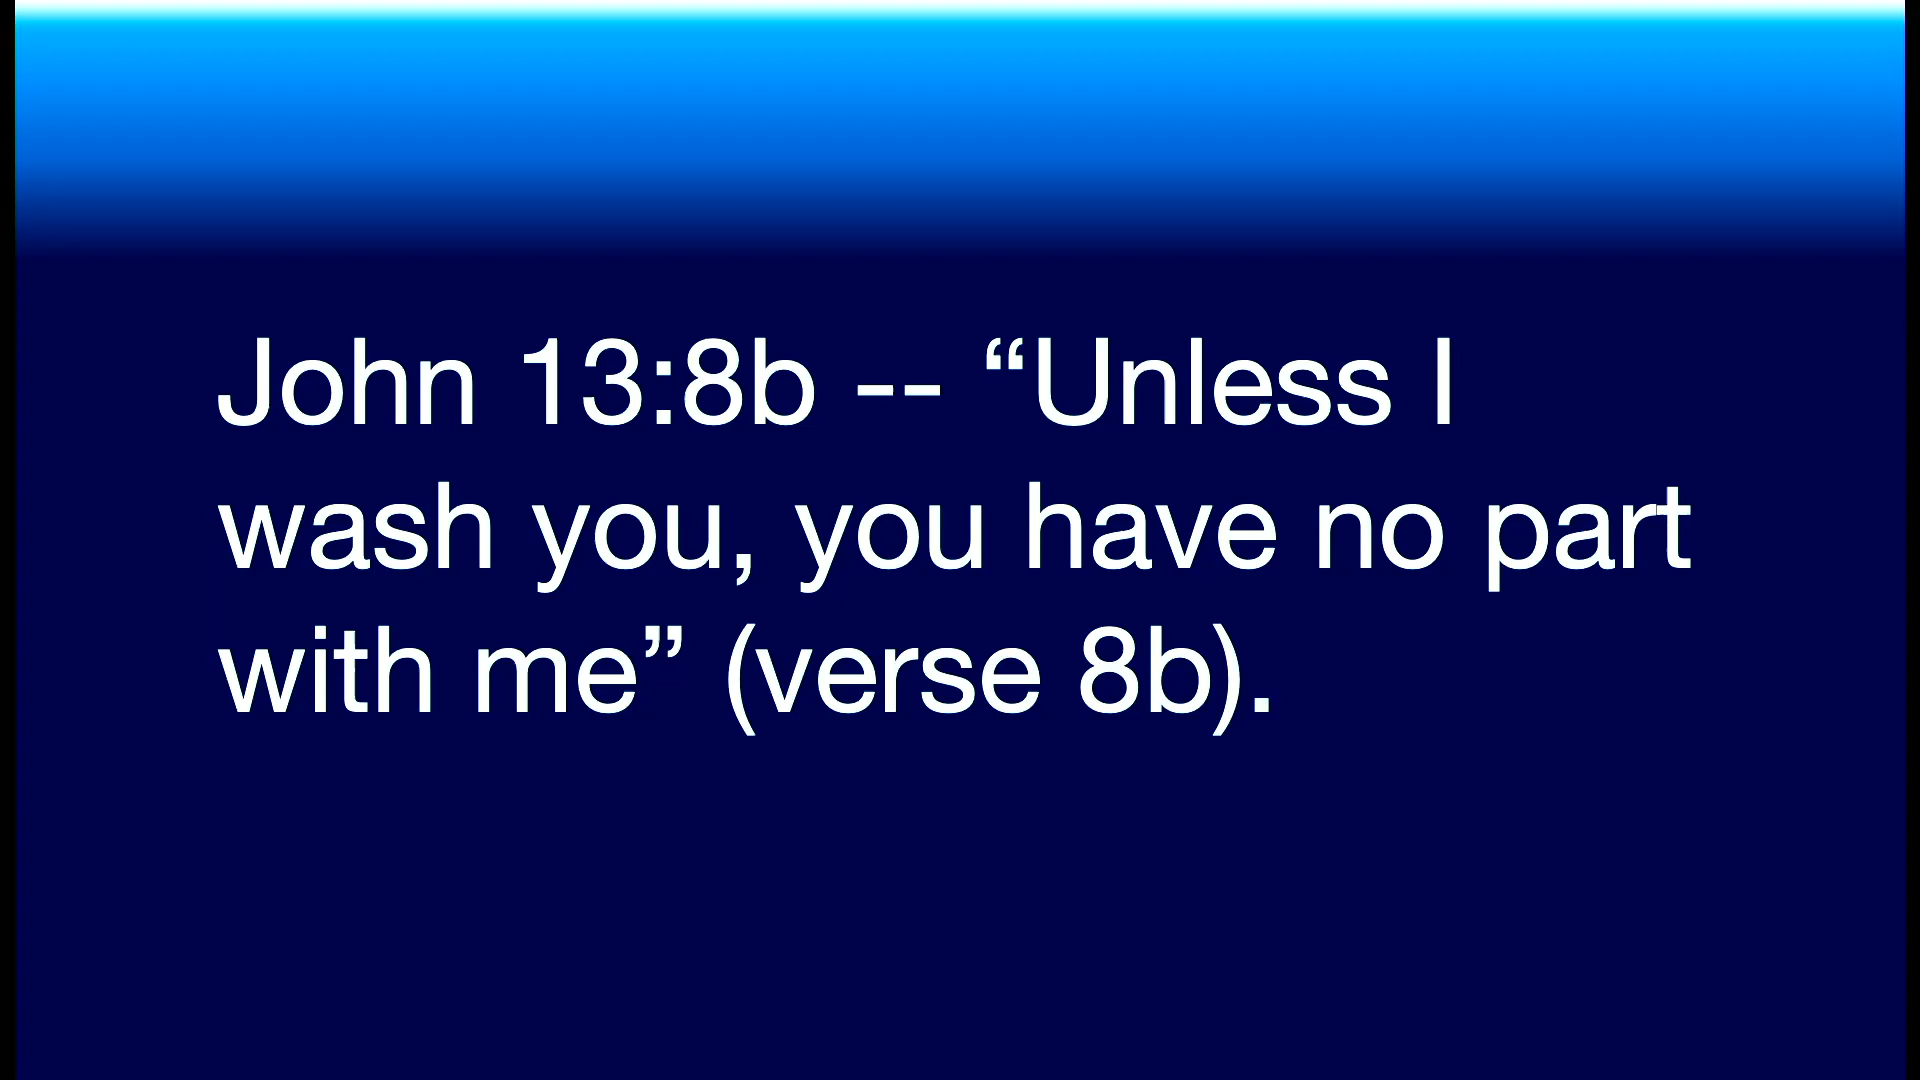 John 13:8b -- “Unless I
wash you, you have no part
with me” (verse 8b).